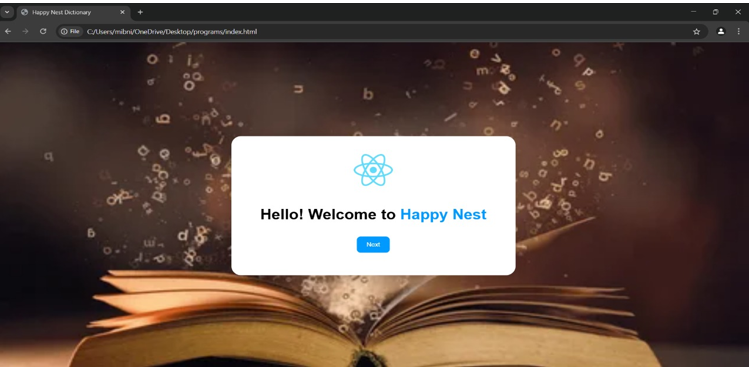 Happy Nest Dictionary
File C:/Users/mibni/OneDrive/Desktop/programs/index.html
Hello! Welcome to Happy Nest
Next